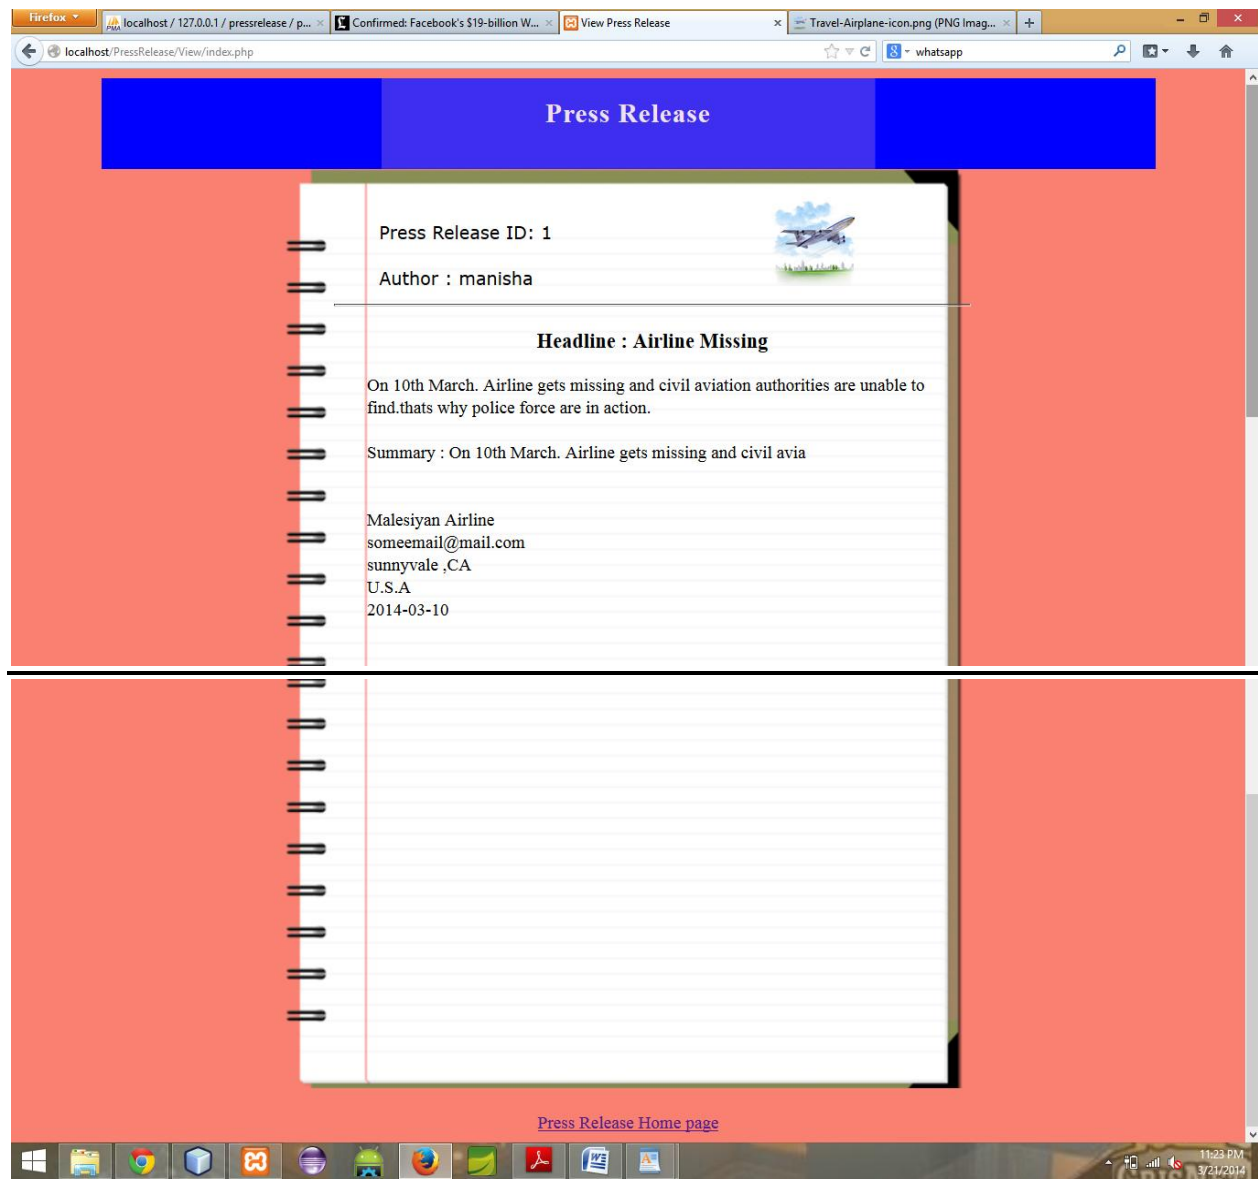 Firefox
localhost / 127.0.0.1 / pressrelease / p...
Confirmed: Facebook's $19-billion W...
View Press Release
Travel-Airplane-icon.png (PNG Imag...
localhost/PressRelease/View/index.php
whatsapp
Press Release
Press Release ID: 1
Author : manisha
Headline : Airline Missing
On 10th March. Airline gets missing and civil aviation authorities are unable to
find.thats why police force are in action.
Summary : On 10th March. Airline gets missing and civil avia
Malesiyan Airline
someemail@mail.com
sunnyvale ,CA
U.S.A
2014-03-10
Press Release Home page
11:23 PM
3/21/2014